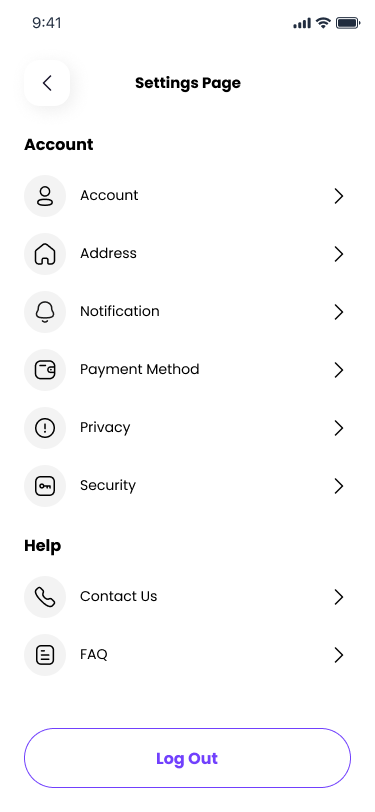 9:41
Settings Page
Account
Account
Address
Notification
Payment Method
Privacy
Security
Help
Contact Us
FAQ
Log Out